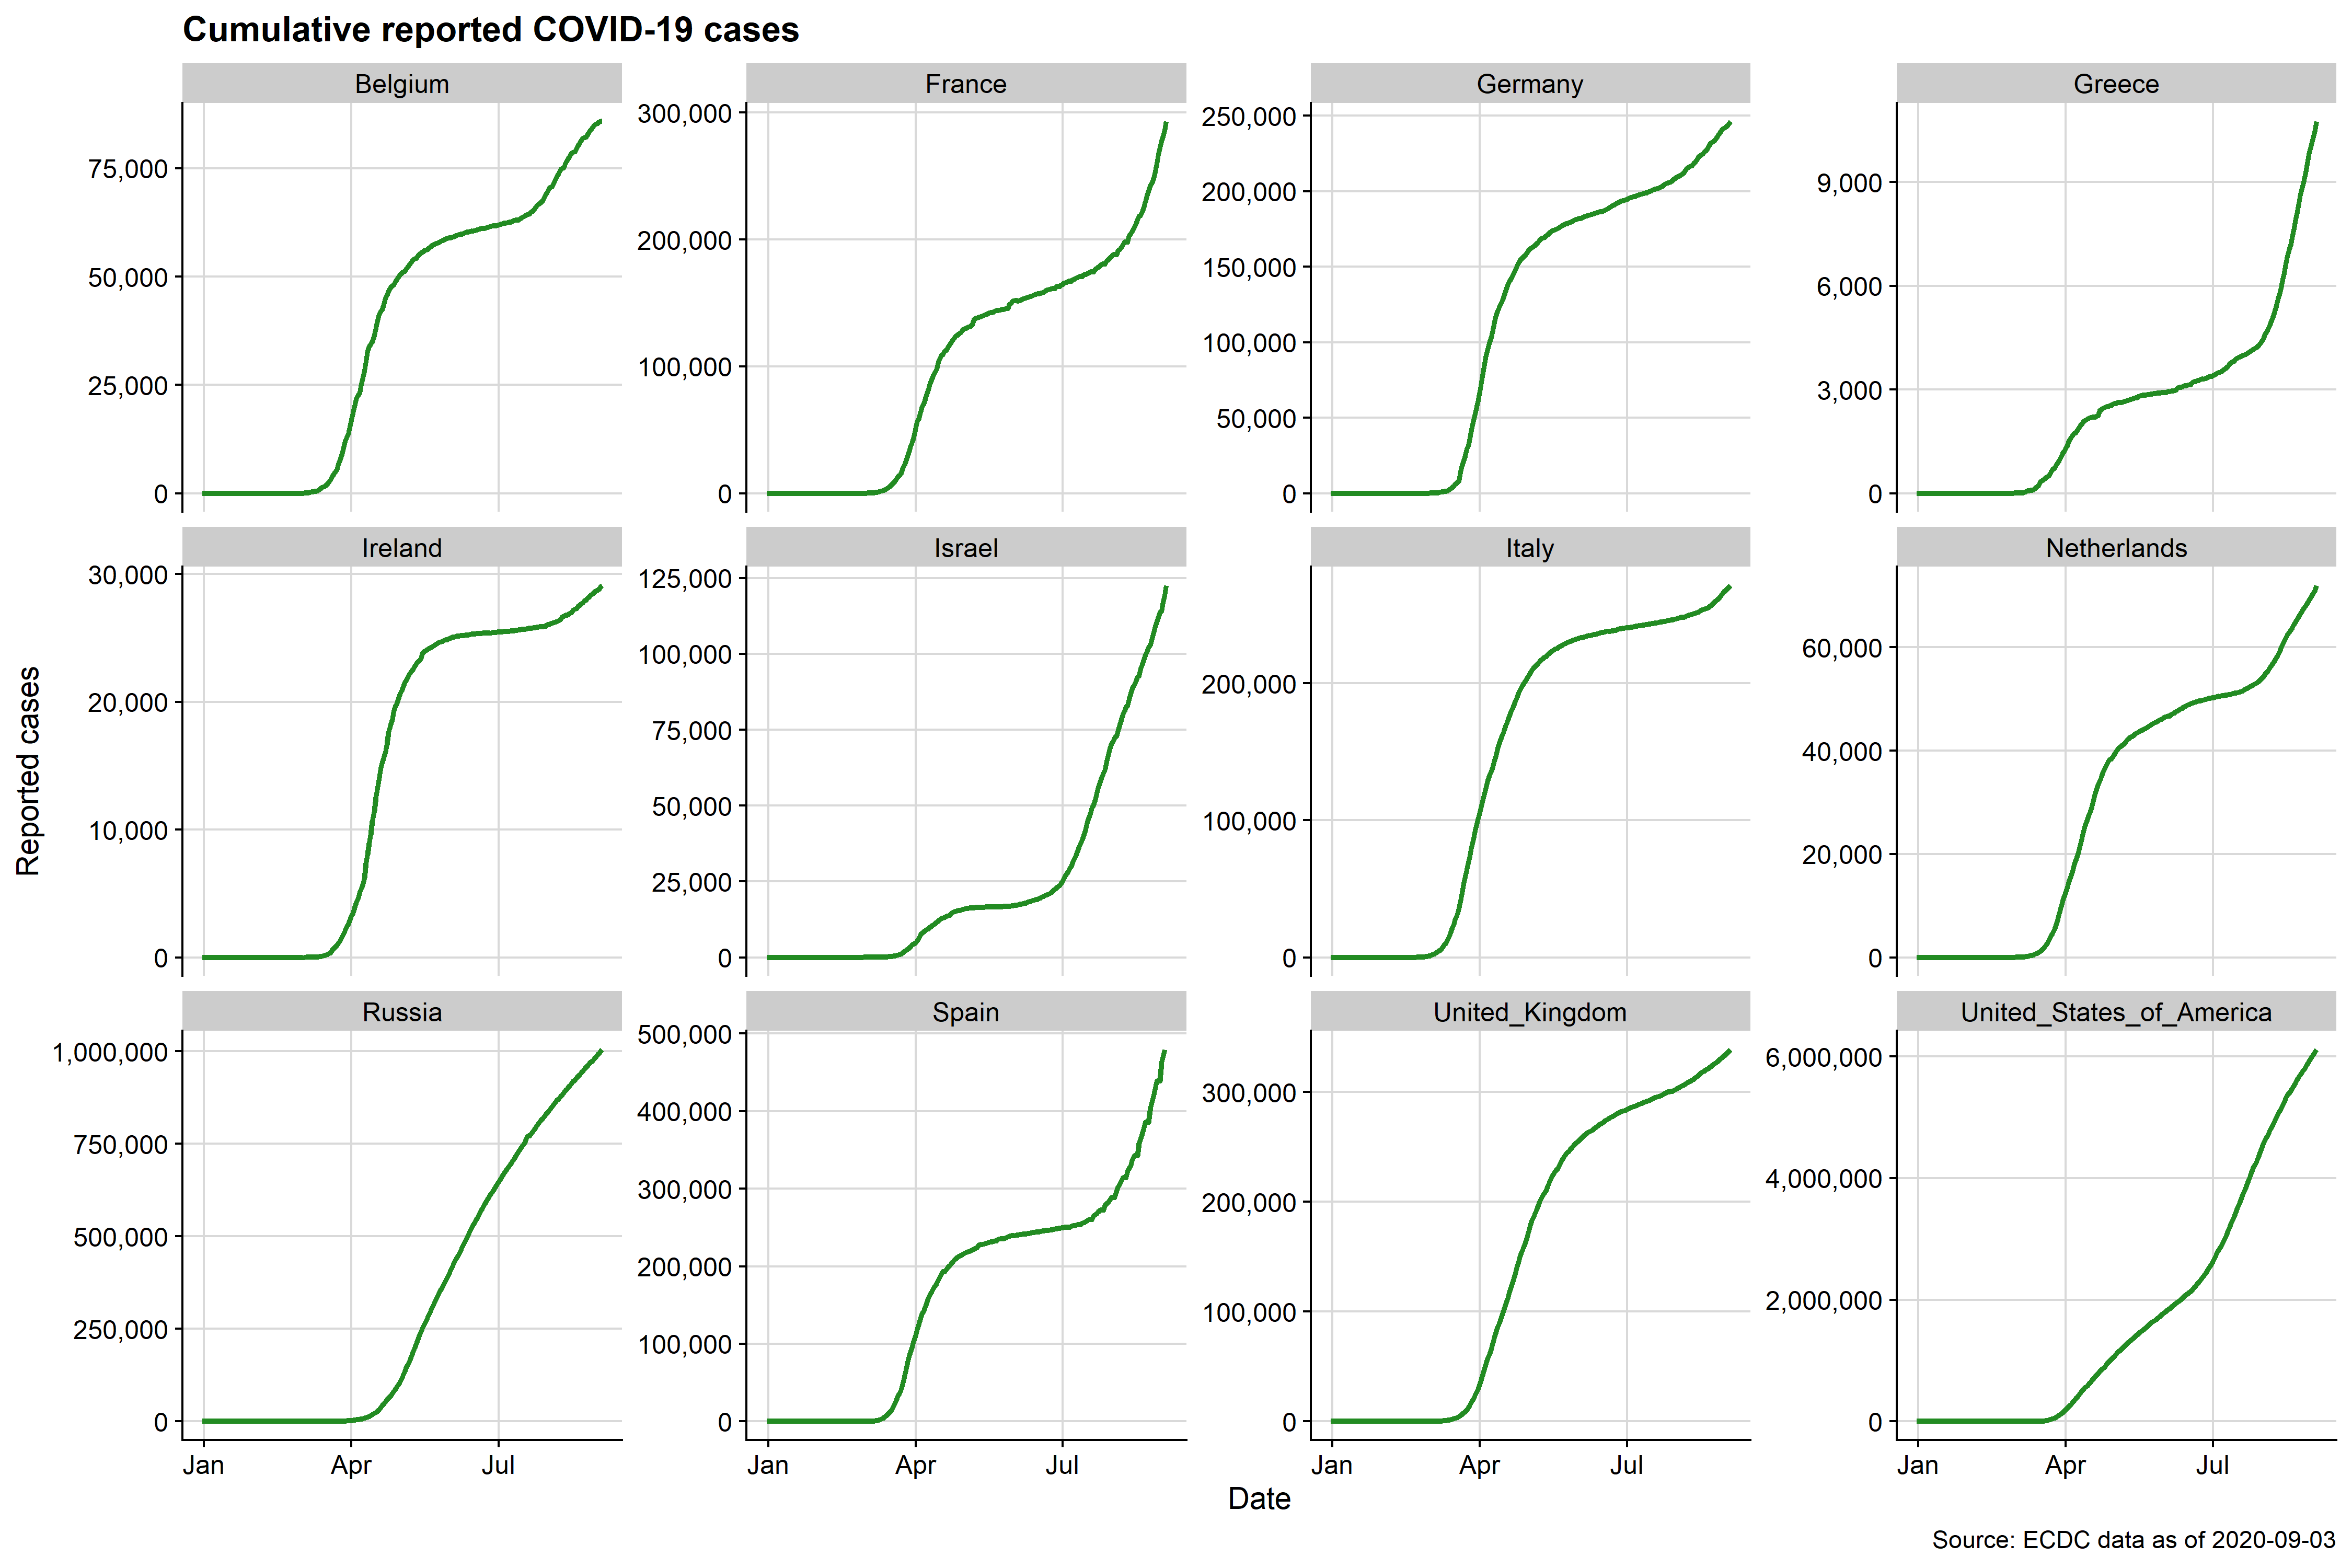 Cumulative reported COVID-19 cases
Belgium
France
Germany
Greece
75,000
50,000
25,000
0
300,000
200,000
100,000
0
250,000
200,000
150,000
100,000
50,000
0
9,000
6,000
3,000
0
Ireland
Israel
Italy
Netherlands
30,000
20,000
10,000
0
125,000
100,000
75,000
50,000
25,000
0
200,000
100,000
0
60,000
40,000
20,000
0
Russia
Spain
United_Kingdom
United_States_of_America
1,000,000
750,000
500,000
250,000
0
500,000
400,000
300,000
200,000
100,000
0
300,000
200,000
100,000
0
6,000,000
4,000,000
2,000,000
0
Jan Apr Jul
Jan Apr Jul
Jan Apr Jul
Jan Apr Jul
Reported cases
Date
Source: ECDC data as of 2020-09-03